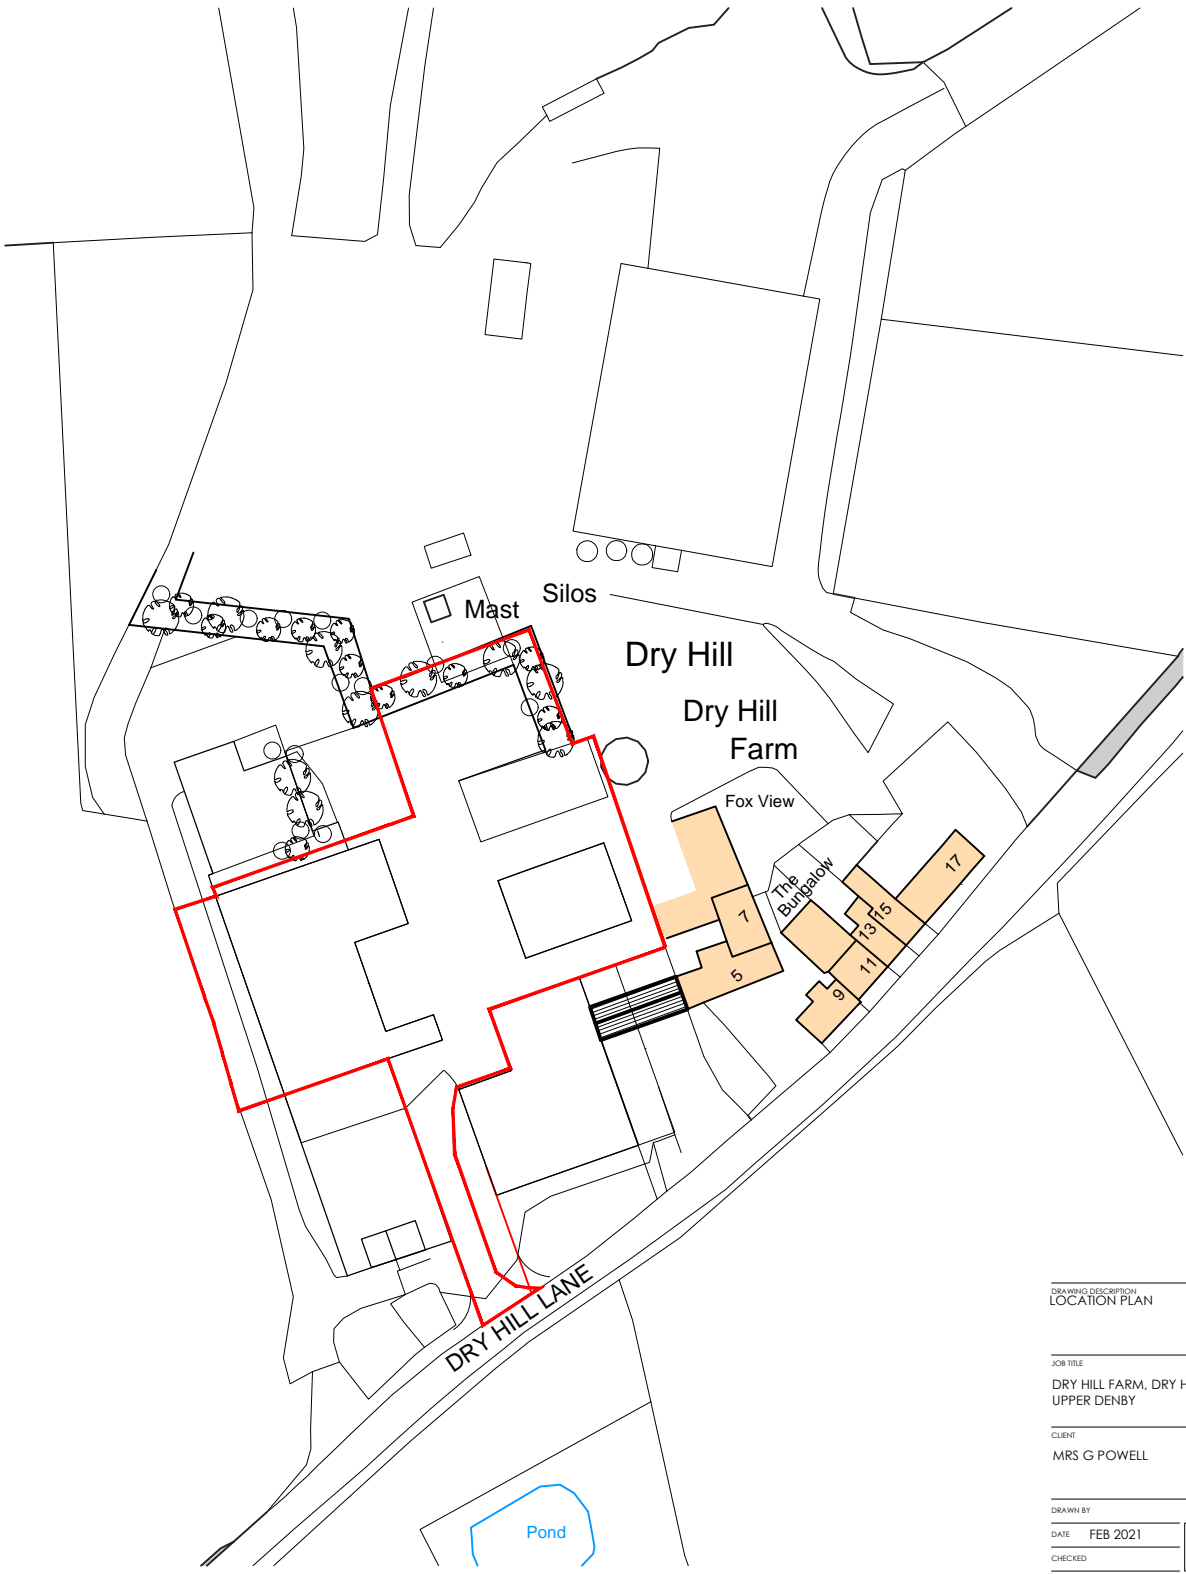 Silos
Mast
Dry Hill
Dry Hill
Farm
Fox View
The
Bungalow
17
15
13
11
9
7
5
DRY HILL LANE
Pond
DRAWING DESCRIPTION
LOCATION PLAN
JOB TITLE
DRY HILL FARM, DRY H
UPPER DENBY
CLIENT
MRS G POWELL
DRAWN BY
DATE FEB 2021
CHECKED